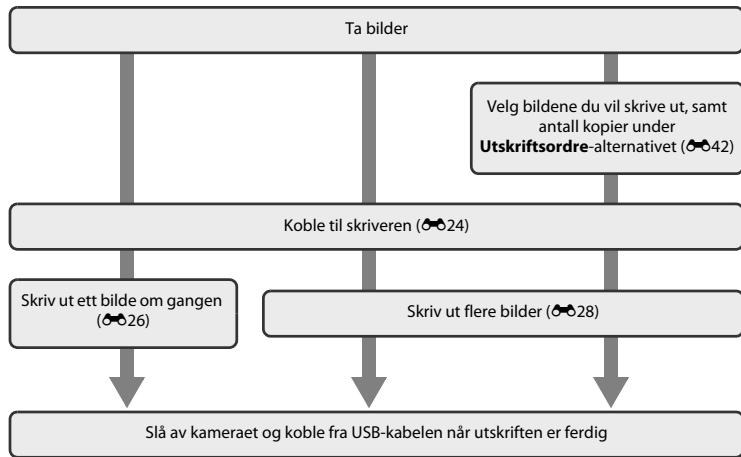 Ta bilder
Velg bildene du vil skrive ut, samt
antall kopier under
Utskriftsordre-alternativet (42)
Koble til skriveren (24)
Skriv ut ett bilde om gangen
(26)
Skriv ut flere bilder (28)
Slå av kameraet og koble fra USB-kabelen når utskriften er ferdig